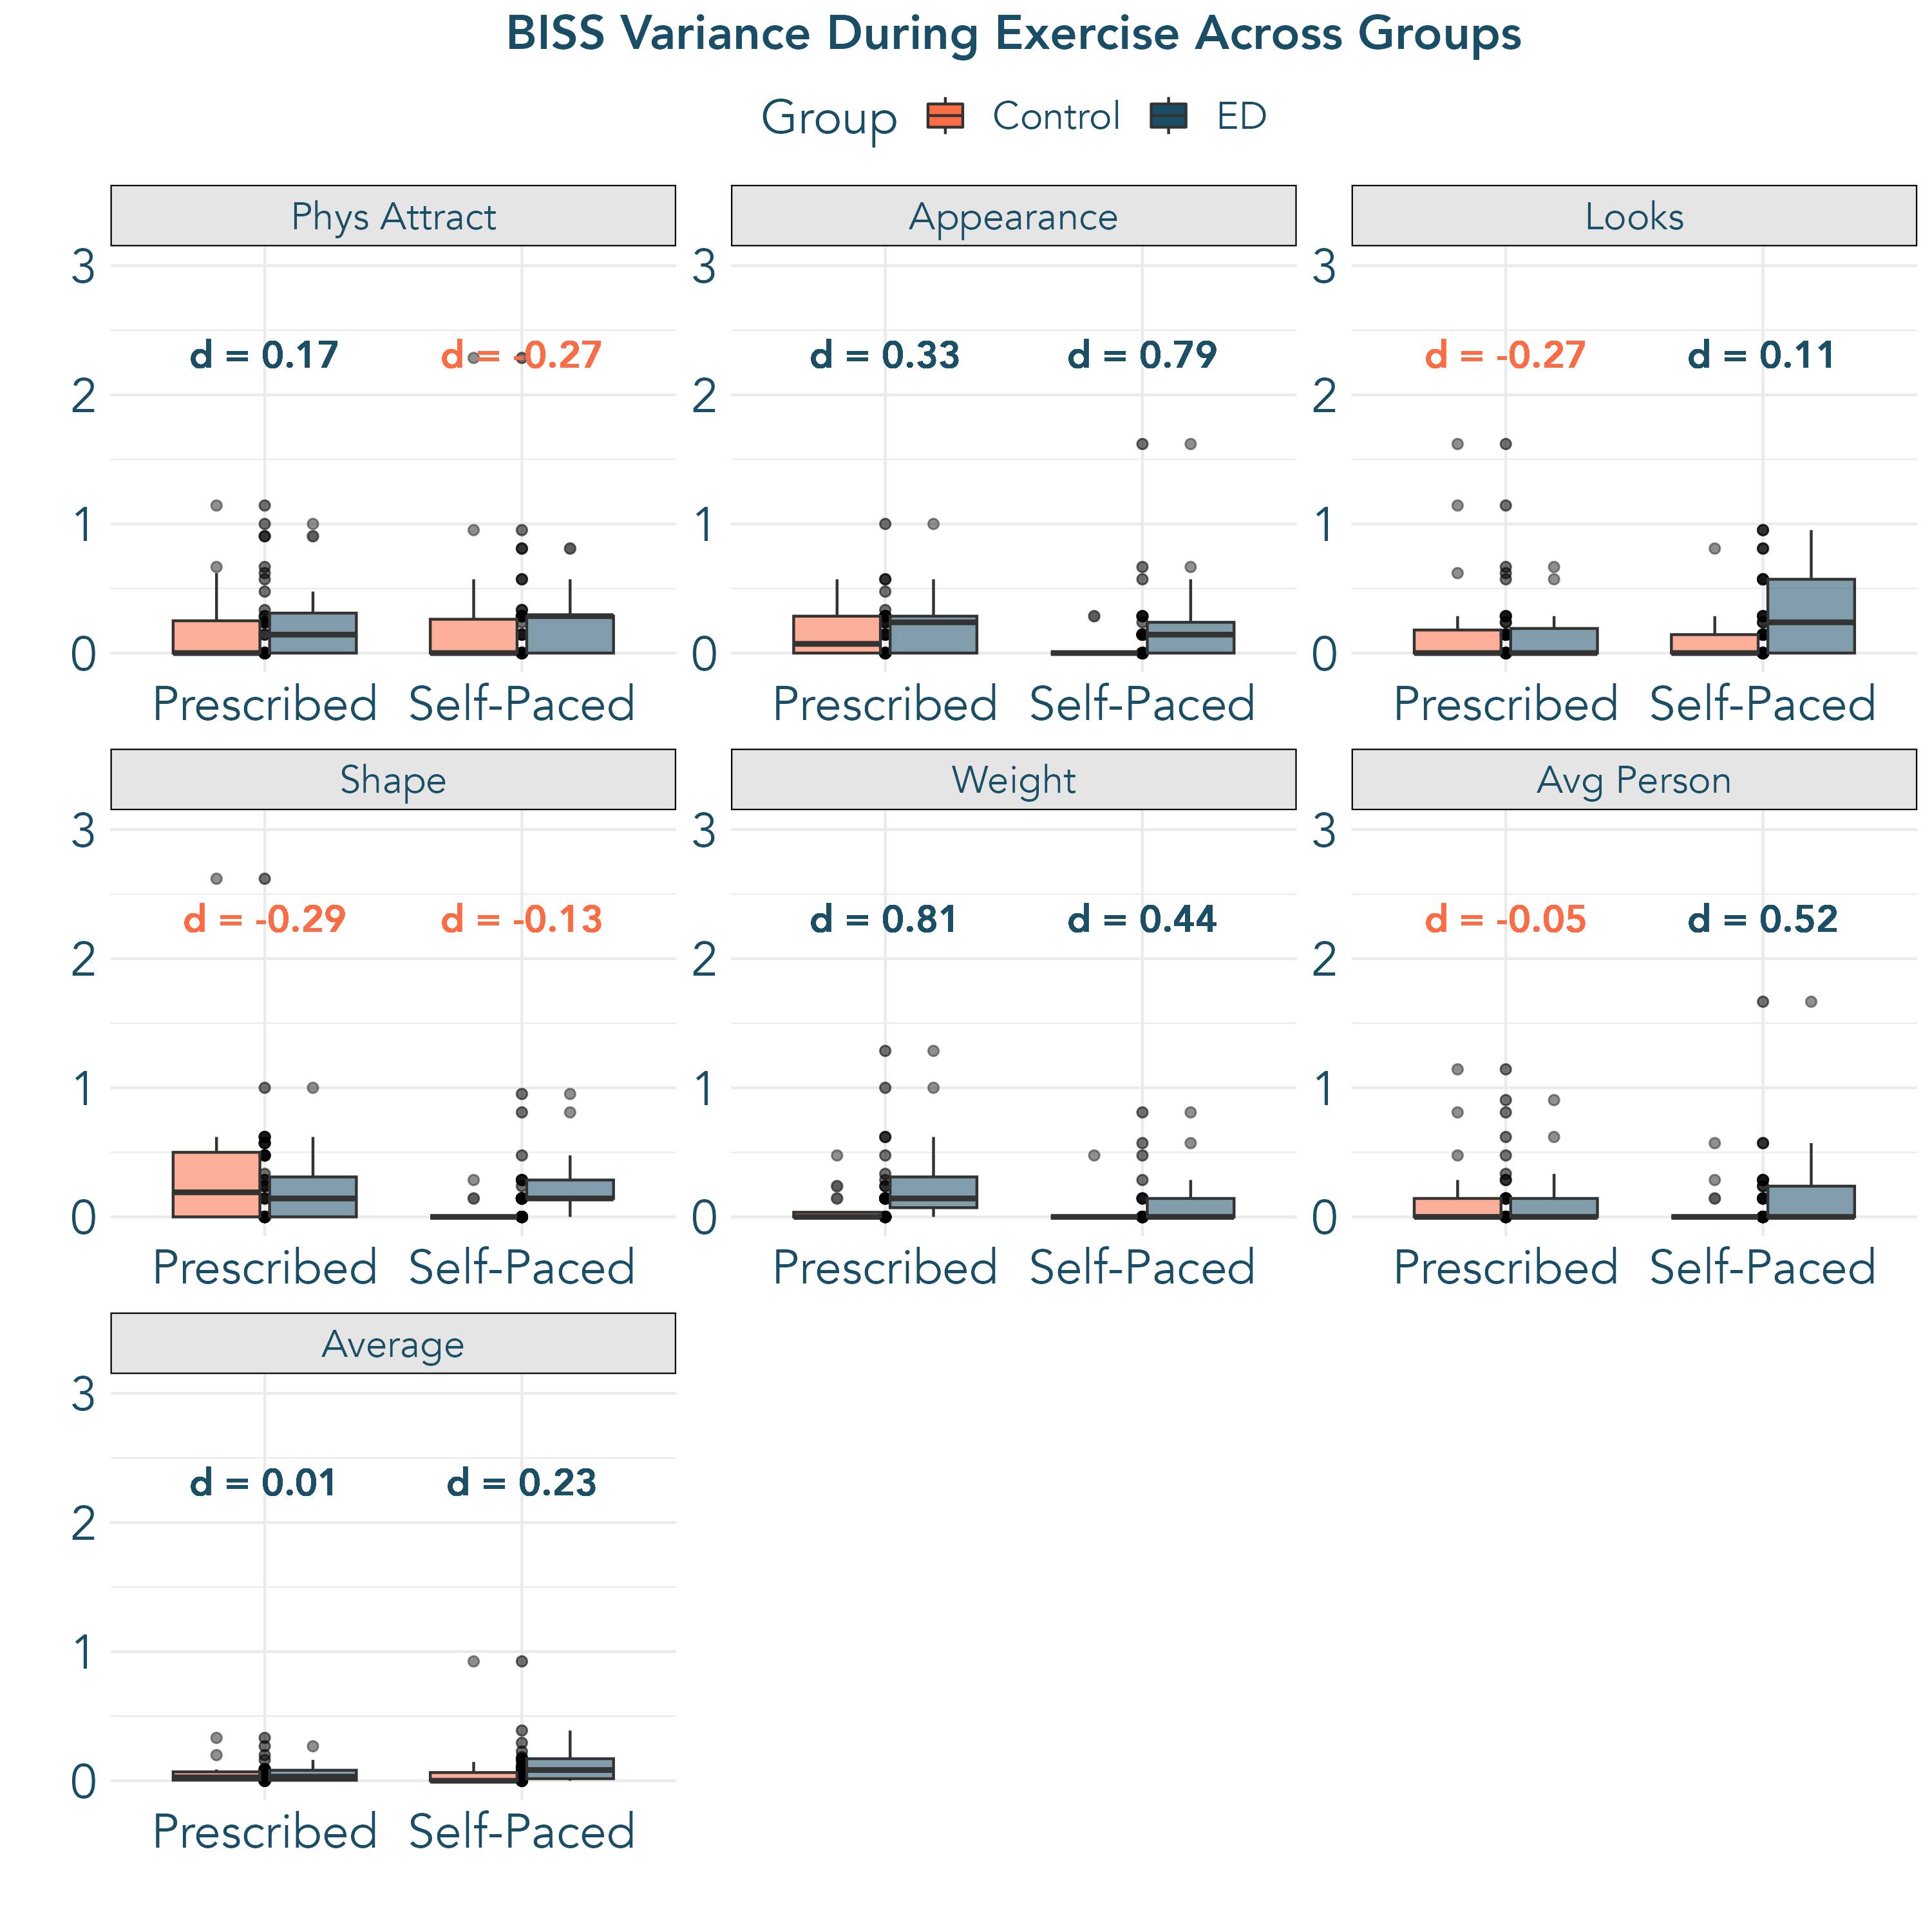 BISS Variance During Exercise Across Groups
Group Control ED
Phys Attract Appearance Looks
3 3 3
d = 0.17 d = -0.27 d = 0.33 d = 0.79 d = -0.27 d = 0.11
2 2 2
1 1 1
0 0 0
Prescribed Self-Paced Prescribed Self-Paced Prescribed Self-Paced
Shape Weight Avg Person
3 3 3
d = -0.29 d = -0.13 d = 0.81 d = 0.44 d = -0.05 d = 0.52
2 2 2
1 1 1
0 0 0
Prescribed Self-Paced Prescribed Self-Paced Prescribed Self-Paced
Average
3
d = 0.01 d = 0.23
2
1
0
Prescribed Self-Paced